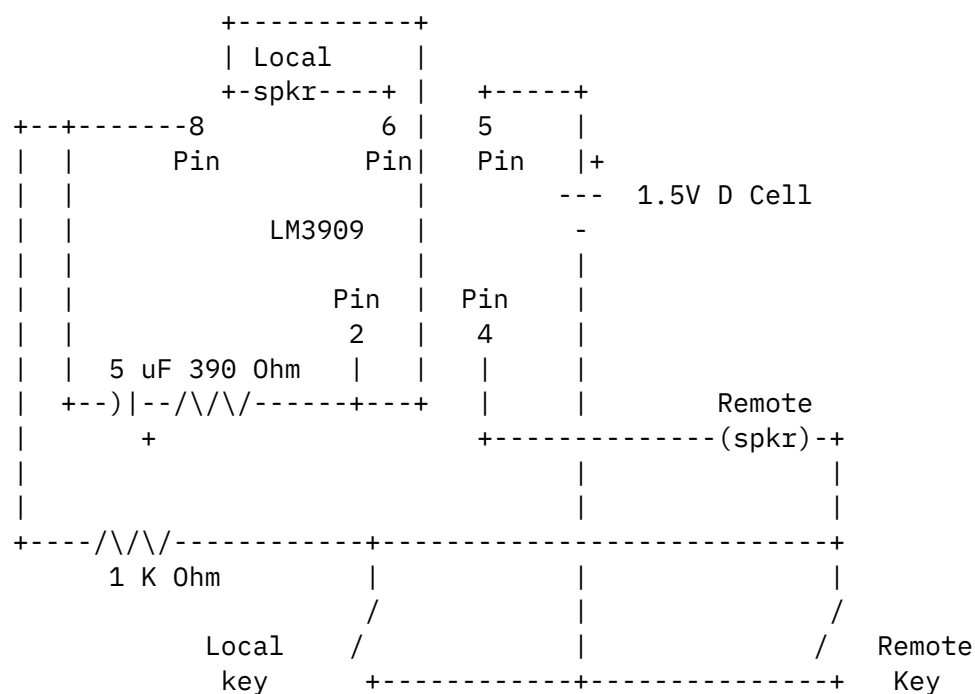 +-----------+
                  | Local     |
                  +-spkr----+ |   +-----+
+--+-------8           6 |   5     |
|  |      Pin         Pin|   Pin   |+
|  |                     |        ---  1.5V D Cell
|  |            LM3909   |         -
|  |                     |         |
|  |                Pin  |  Pin    |
|  |                 2   |   4     |
|  |  5 uF 390 Ohm   |   |   |     |
|  +--)|--/\/\/------+---+   |     |        Remote
|       +                    +--------------(spkr)-+
|                                  |               |
|                                  |               |
+----/\/\/------------+----------------------------+
      1 K Ohm         |            |               |
                      /            |               /
            Local    /             |              /   Remote
             key      +------------+---------------+   Key